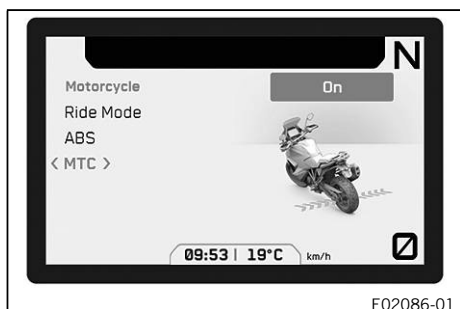 N
Motorcycle
On
Ride Mode
ABS
< MTC >
09:53 | 19°C km/h
0
F02086-01